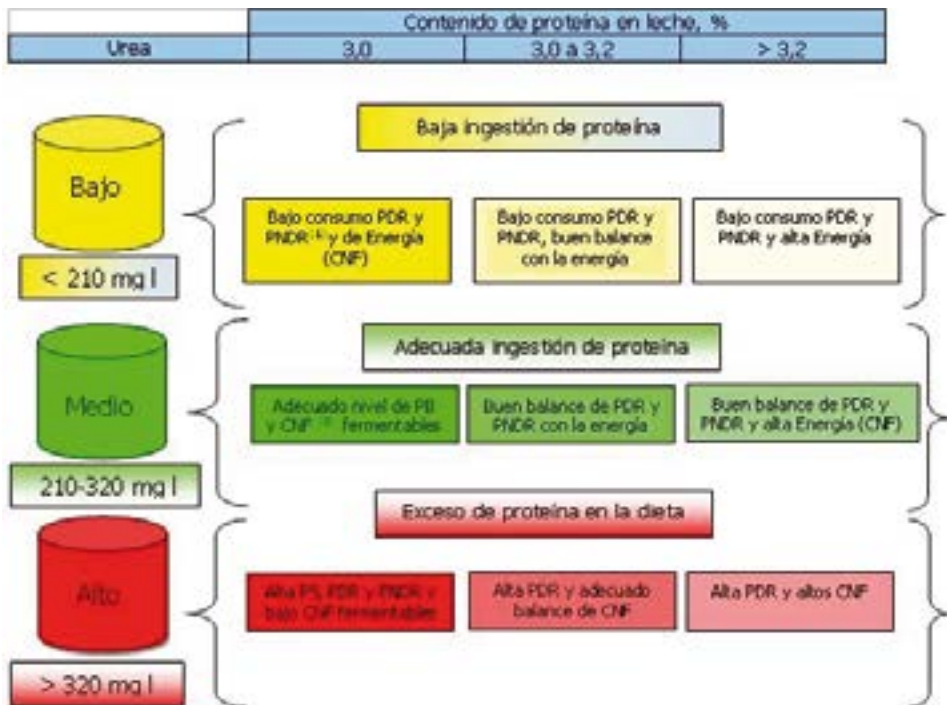 Contenido de proteína en leche, %
Urea 3,0 3,0 a 3,2 > 3,2
Baja ingestión de proteína
Bajo
< 210 mg l
Bajo consumo PDR y
PNDR y de Energía
(CNF)
Bajo consumo PDR y
PNDR, buen balance
con la energía
Bajo consumo PDR y
PNDR y alta Energía
Adecuada ingestión de proteína
Medio
210-320 mg l
Adecuado nivel de PB
y CNF fermentables
Buen balance de PDR y
PNDR con la energía
Buen balance de PDR y
PNDR y alta Energía (CNF)
Exceso de proteína en la dieta
Alto
> 320 mg l
Alta PDR y PNDR y
bajo CNF fermentables
Alta PDR y adecuado
balance de CNF
Alta PDR y altos CNF